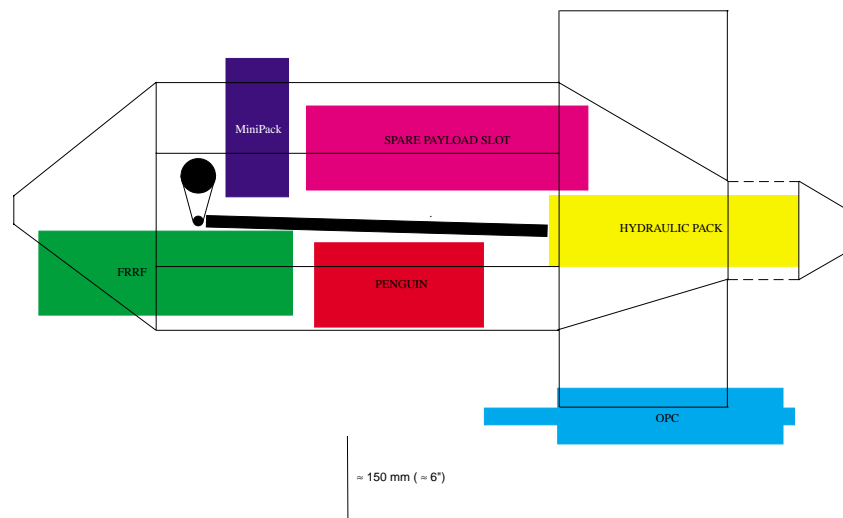 MiniPack
SPARE PAYLOAD SLOT
HYDRAULIC PACK
FRRF
PENGUIN
OPC
≈ 150 mm ( ≈ 6")